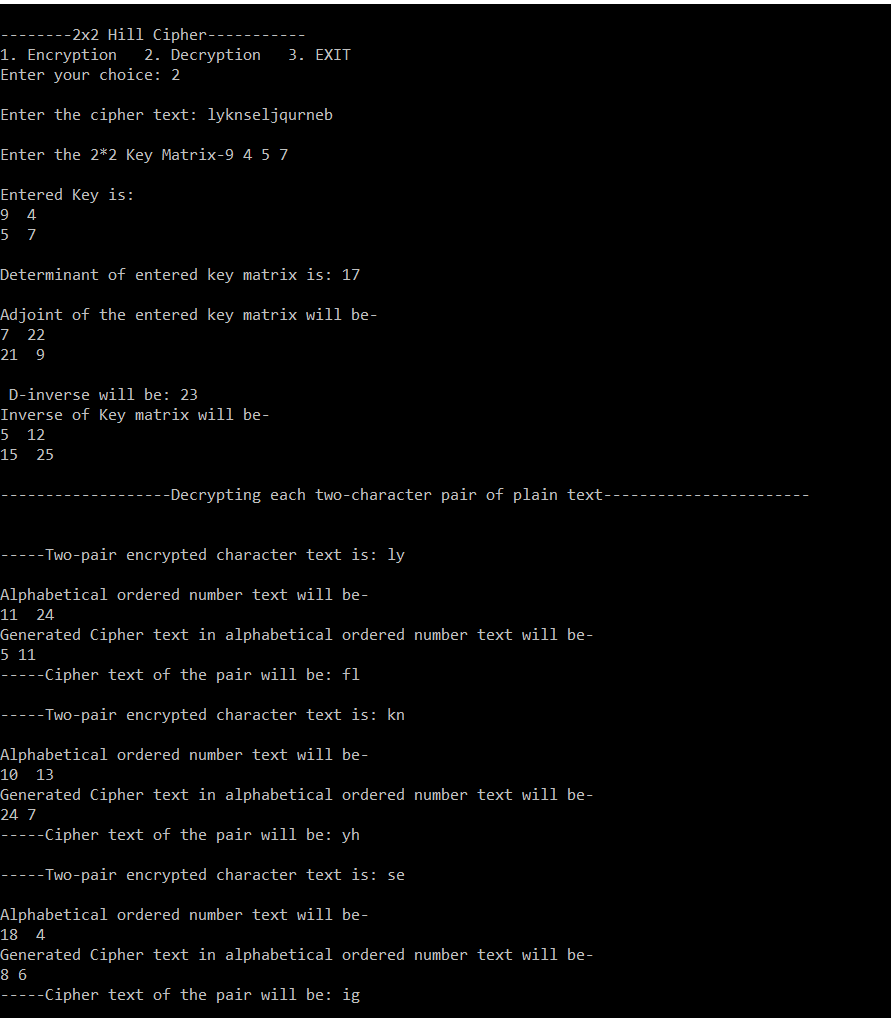 --------2x2 Hill Cipher-----------
1. Encryption   2. Decryption   3. EXIT
Enter your choice: 2
Enter the cipher text: lyknseljqurneb
Enter the 2*2 Key Matrix-9 4 5 7
Entered Key is:
9  4
5  7
Determinant of entered key matrix is: 17
Adjoint of the entered key matrix will be-
7  22
21  9
 D-inverse will be: 23
Inverse of Key matrix will be-
5  12
15  25
-------------------Decrypting each two-character pair of plain text-----------------------
-----Two-pair encrypted character text is: ly
Alphabetical ordered number text will be-
11  24
Generated Cipher text in alphabetical ordered number text will be-
5 11
-----Cipher text of the pair will be: fl
-----Two-pair encrypted character text is: kn
Alphabetical ordered number text will be-
10  13
Generated Cipher text in alphabetical ordered number text will be-
24 7
-----Cipher text of the pair will be: yh
-----Two-pair encrypted character text is: se
Alphabetical ordered number text will be-
18  4
Generated Cipher text in alphabetical ordered number text will be-
8 6
-----Cipher text of the pair will be: ig